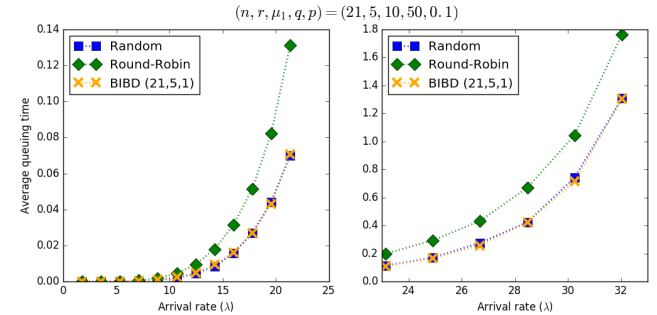 (n, r, μ₁, q, p) = (21, 5, 10, 50, 0.1)
0.14
0.12
0.10
0.08
0.06
0.04
0.02
0.00
Average queuing time
Random
Round-Robin
BIBD (21,5,1)
0 5 10 15 20 25
Arrival rate (λ)
1.8
1.6
1.4
1.2
1.0
0.8
0.6
0.4
0.2
0.0
Random
Round-Robin
BIBD (21,5,1)
24 26 28 30 32
Arrival rate (λ)